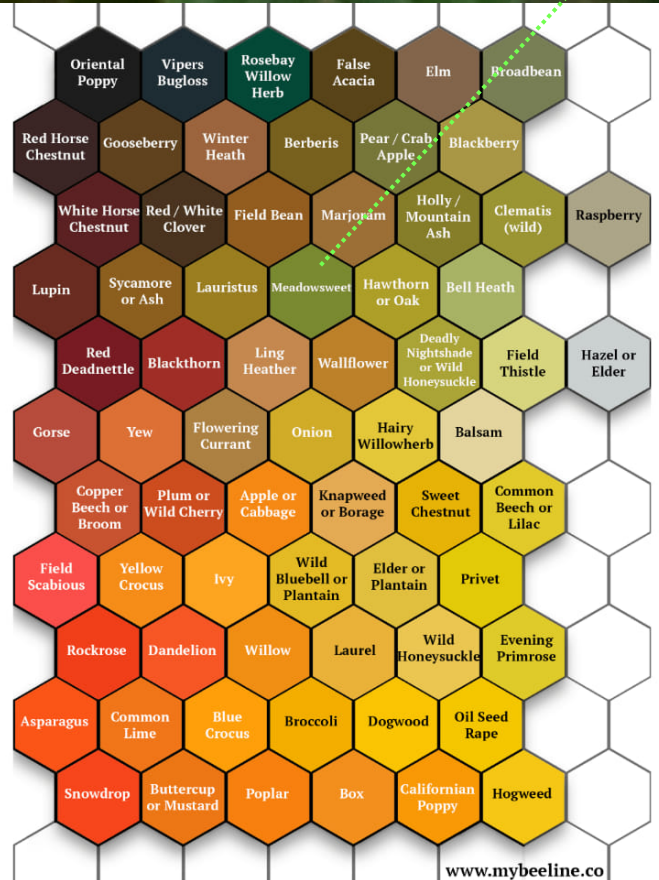 Oriental
Poppy
Vipers
Bugloss
Rosebay
Willow
Herb
False
Acacia
Elm
Broadbean
Red Horse
Chestnut
Gooseberry
Winter
Heath
Berberis
Pear / Crab
Apple
Blackberry
White Horse
Chestnut
Red / White
Clover
Field Bean
Marjoram
Holly /
Mountain
Ash
Clematis
(wild)
Raspberry
Lupin
Sycamore
or Ash
Lauristus
Meadowsweet
Hawthorn
or Oak
Bell Heath
Red
Deadnettle
Blackthorn
Ling
Heather
Wallflower
Deadly
Nightshade
or Wild
Honeysuckle
Field
Thistle
Hazel or
Elder
Gorse
Yew
Flowering
Currant
Onion
Hairy
Willowherb
Balsam
Copper
Beech or
Broom
Plum or
Wild Cherry
Apple or
Cabbage
Knapweed
or Borage
Sweet
Chestnut
Common
Beech or
Lilac
Field
Scabious
Yellow
Crocus
Ivy
Wild
Bluebell or
Plantain
Elder or
Plantain
Privet
Rockrose
Dandelion
Willow
Laurel
Wild
Honeysuckle
Evening
Primrose
Asparagus
Common
Lime
Blue
Crocus
Broccoli
Dogwood
Oil Seed
Rape
Snowdrop
Buttercup
or Mustard
Poplar
Box
Californian
Poppy
Hogweed
www.mybeeline.co